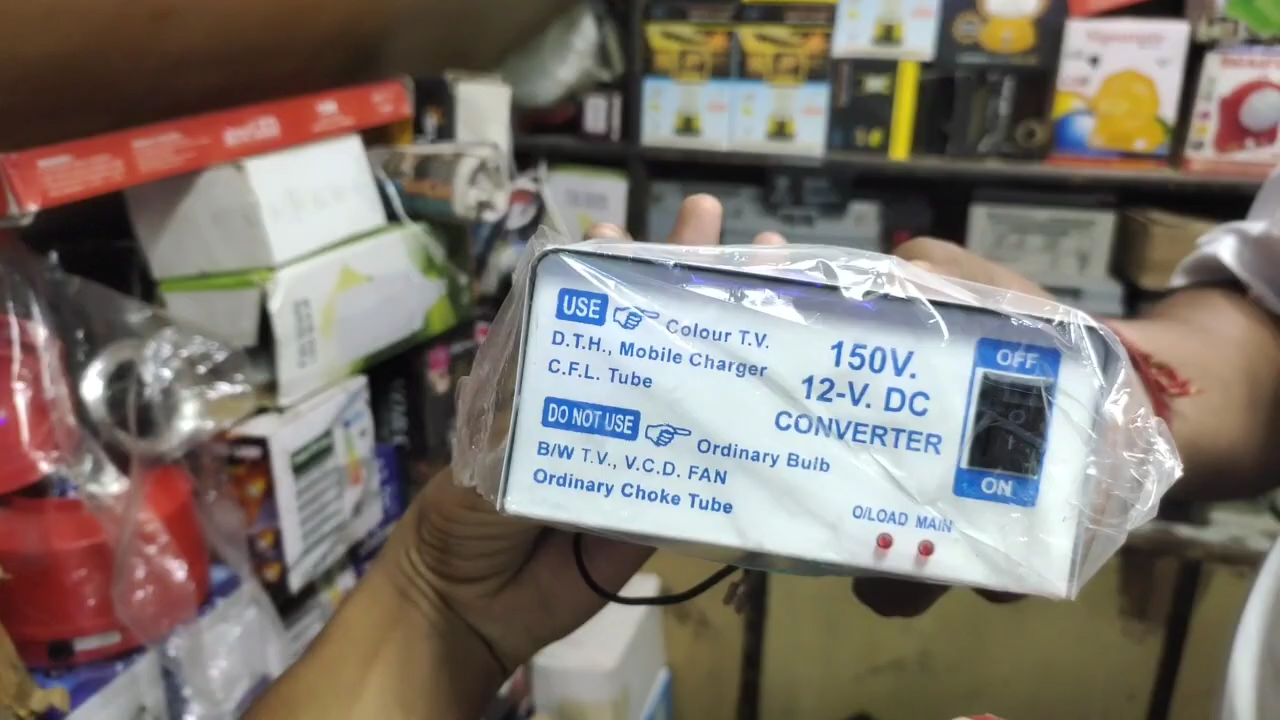 USE Colour T.V.
D.T.H., Mobile Charger
C.F.L. Tube
DO NOT USE Ordinary Bulb
B/W T.V., V.C.D. FAN
Ordinary Choke Tube
150V.
12-V. DC
CONVERTER
OFF
ON
O/LOAD MAIN